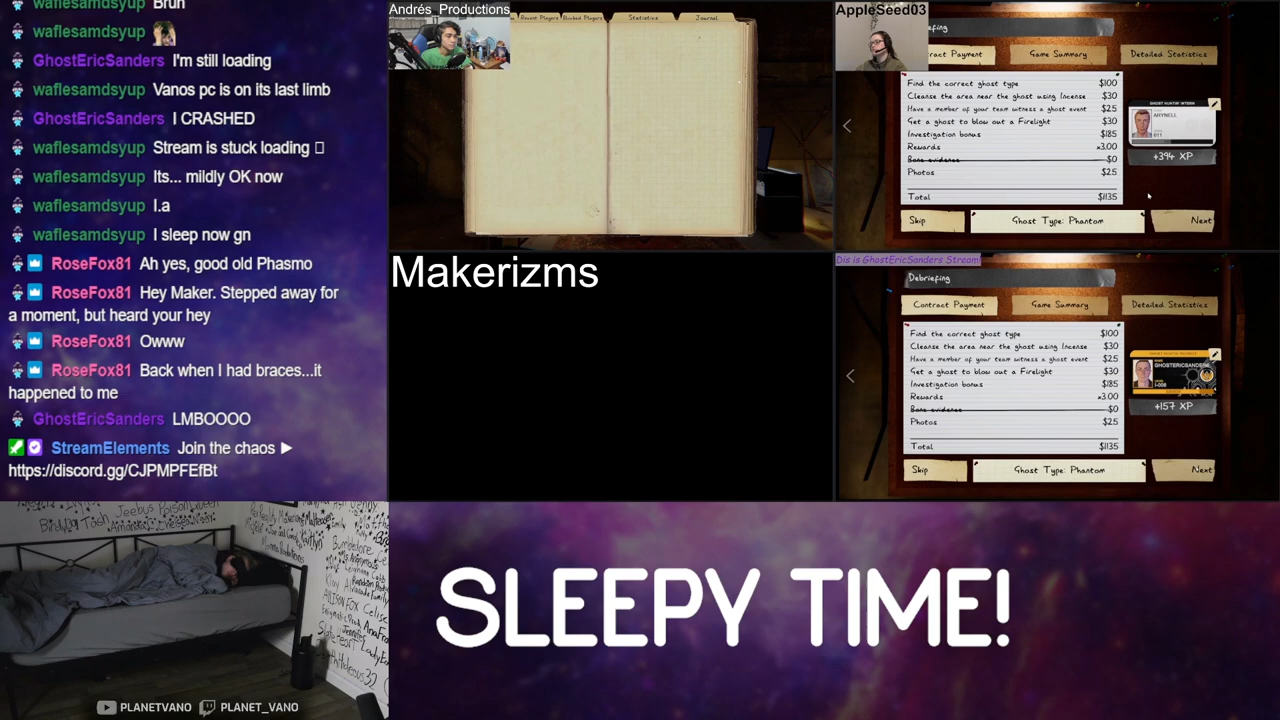 waflesamdsyup Bruh
waflesamdsyup
GhostEricSanders I'm still loading
waflesamdsyup Vanos pc is on its last limb
GhostEricSanders I CRASHED
waflesamdsyup Stream is stuck loading
waflesamdsyup Its... mildly OK now
waflesamdsyup I.a
waflesamdsyup I sleep now gn
RoseFox81 Ah yes, good old Phasmo
RoseFox81 Hey Maker. Stepped away for
a moment, but heard your hey
RoseFox81 Owww
RoseFox81 Back when I had braces...it
happened to me
GhostEricSanders LMBOOOO
StreamElements Join the chaos ►
https://discord.gg/CJPMPFEfBt
Andrés_Productions
Recent Players
Blocked Players
Statistics
Journal
AppleSeed03
Contract Payment
Game Summary
Detailed Statistics
Find the correct ghost type $100
Cleanse the area near the ghost using Incense $30
Have a member of your team witness a ghost event $25
Get a ghost to blow out a Firelight $30
Investigation bonus $185
Rewards x3.00
Bone evidence $0
Photos $25
Total $1135
ARYNELL
+394 XP
Skip
Ghost Type: Phantom
Next
Makerizms
Dis is GhostEricSanders Stream!
Debriefing
Contract Payment
Game Summary
Detailed Statistics
Find the correct ghost type $100
Cleanse the area near the ghost using Incense $30
Have a member of your team witness a ghost event $25
Get a ghost to blow out a Firelight $30
Investigation bonus $185
Rewards x3.00
Bone evidence $0
Photos $25
Total $1135
GHOSTERICSANDERS
+157 XP
Skip
Ghost Type: Phantom
Next
SLEEPY TIME!
PLANETVANO
PLANET_VANO